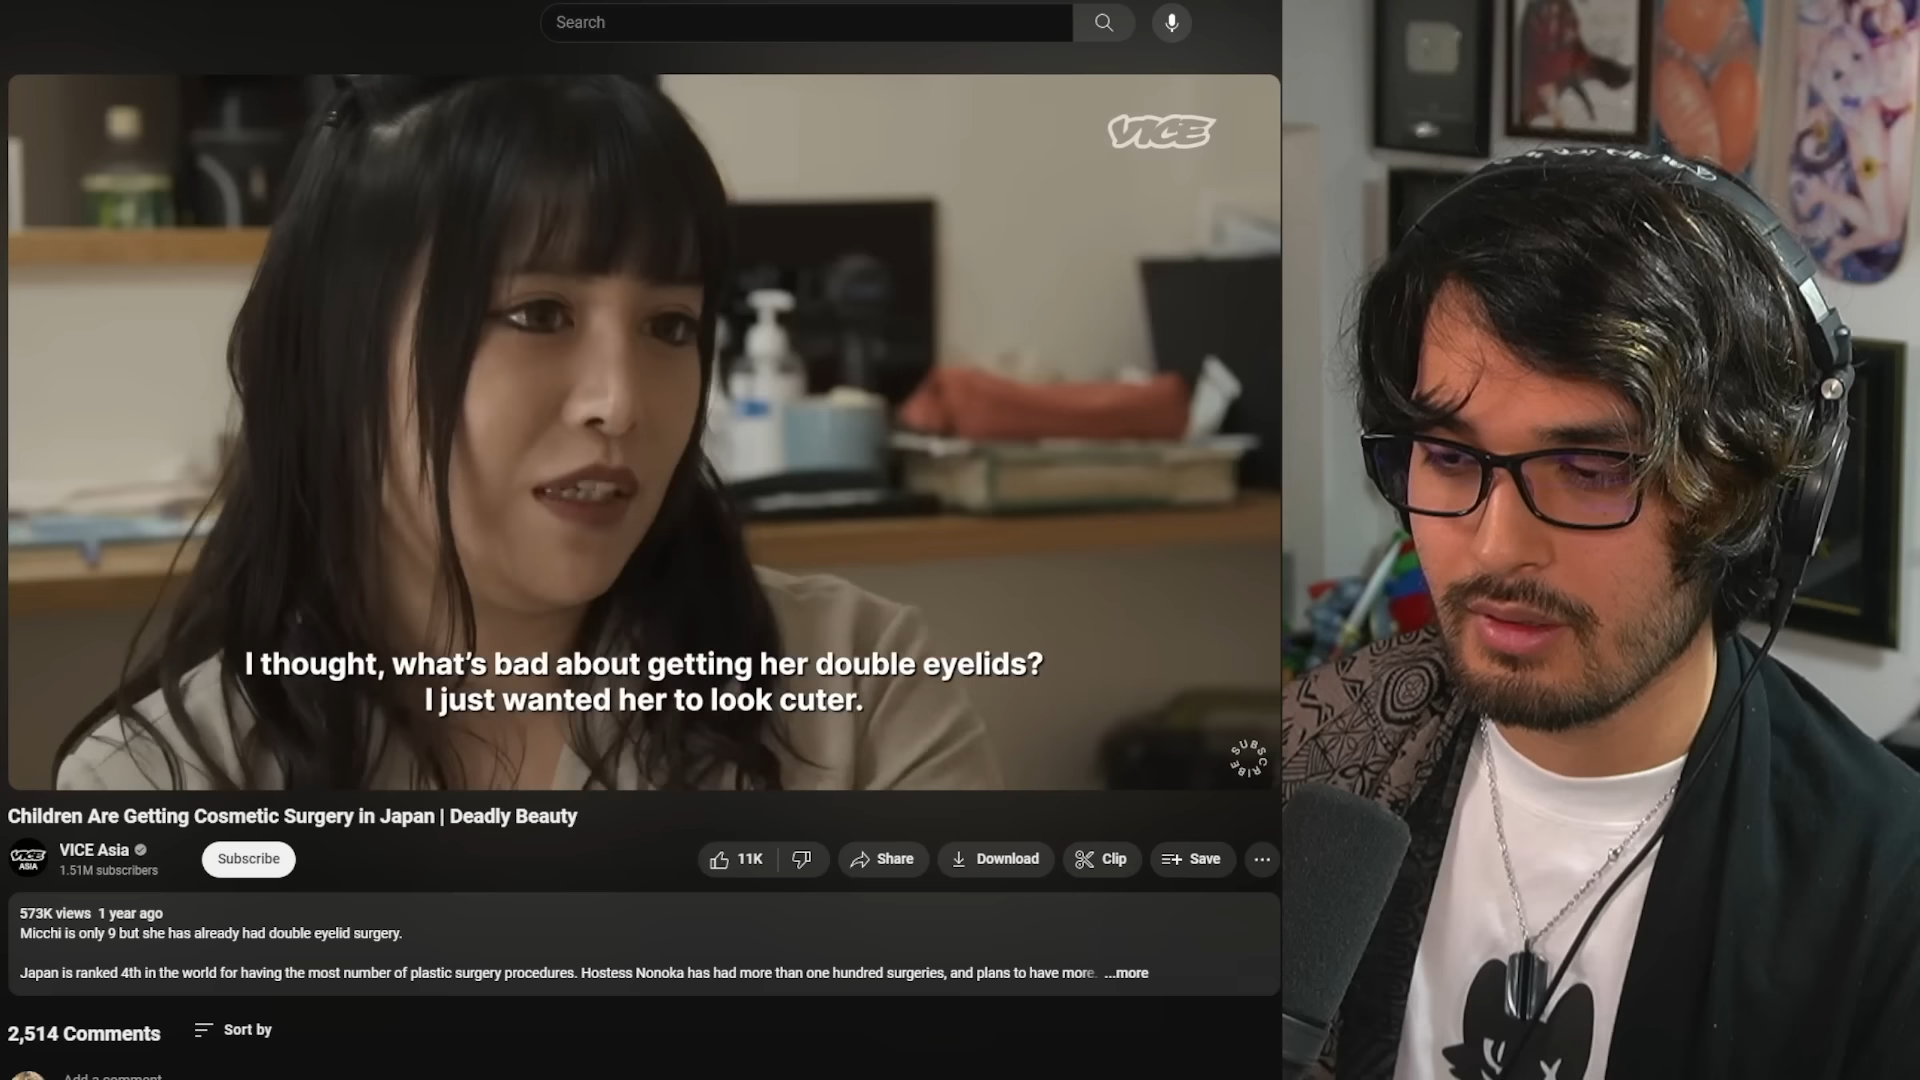 Search
VICE
I thought, what's bad about getting her double eyelids?
I just wanted her to look cuter.
SUBSCRIBE
Children Are Getting Cosmetic Surgery in Japan | Deadly Beauty
VICE ASIA
VICE Asia
1.51M subscribers
Subscribe
11K
Share
Download
Clip
Save
573K views 1 year ago
Micchi is only 9 but she has already had double eyelid surgery.
Japan is ranked 4th in the world for having the most number of plastic surgery procedures. Hostess Nonoka has had more than one hundred surgeries, and plans to have more. ...more
2,514 Comments
Sort by
Add a comment